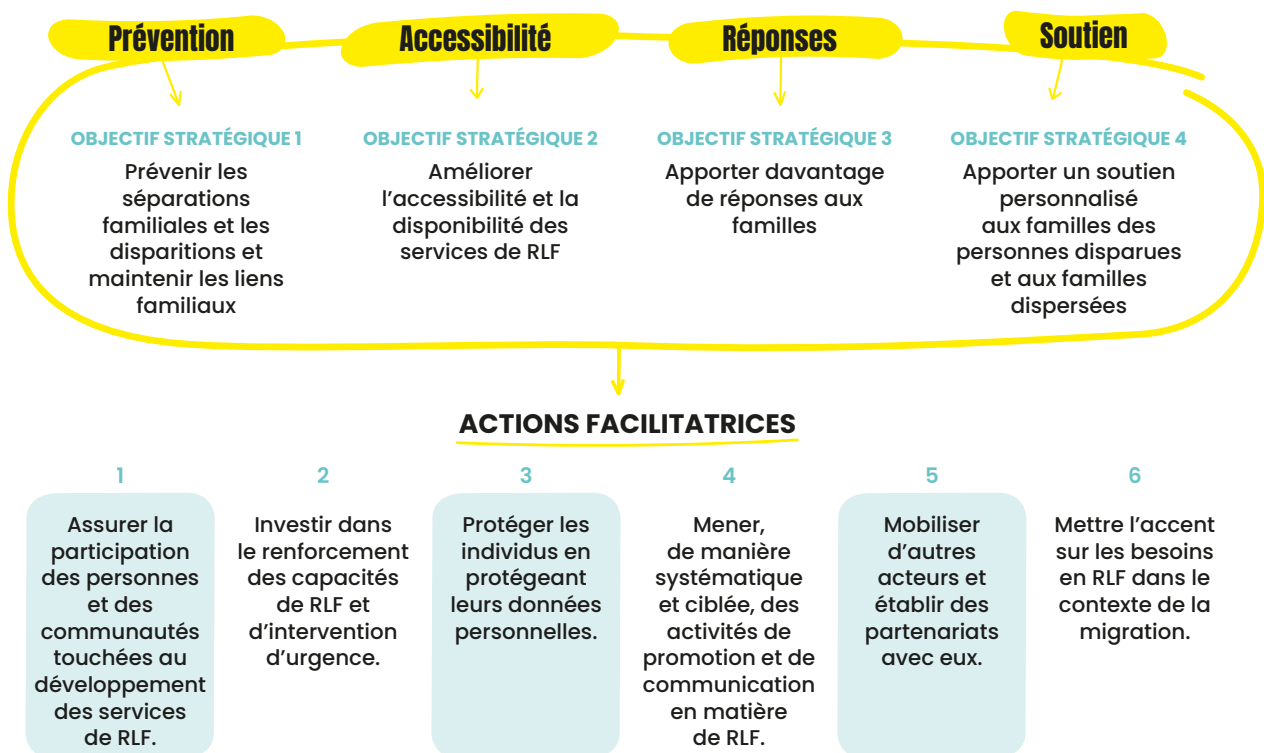 Prévention
Accessibilité
Réponses
Soutien
OBJECTIF STRATÉGIQUE 1
Prévenir les
séparations
familiales et les
disparitions et
maintenir les liens
familiaux
OBJECTIF STRATÉGIQUE 2
Améliorer
l’accessibilité et la
disponibilité des
services de RLF
OBJECTIF STRATÉGIQUE 3
Apporter davantage
de réponses aux
familles
OBJECTIF STRATÉGIQUE 4
Apporter un soutien
personnalisé
aux familles des
personnes disparues
et aux familles
dispersées
ACTIONS FACILITATRICES
1
Assurer la
participation
des personnes
et des
communautés
touchées au
développement
des services
de RLF.
2
Investir dans
le renforcement
des capacités
de RLF et
d’intervention
d’urgence.
3
Protéger les
individus en
protégeant
leurs données
personnelles.
4
Mener,
de manière
systématique
et ciblée, des
activités de
promotion et de
communication
en matière
de RLF.
5
Mobiliser
d’autres
acteurs et
établir des
partenariats
avec eux.
6
Mettre l’accent
sur les besoins
en RLF dans le
contexte de la
migration.